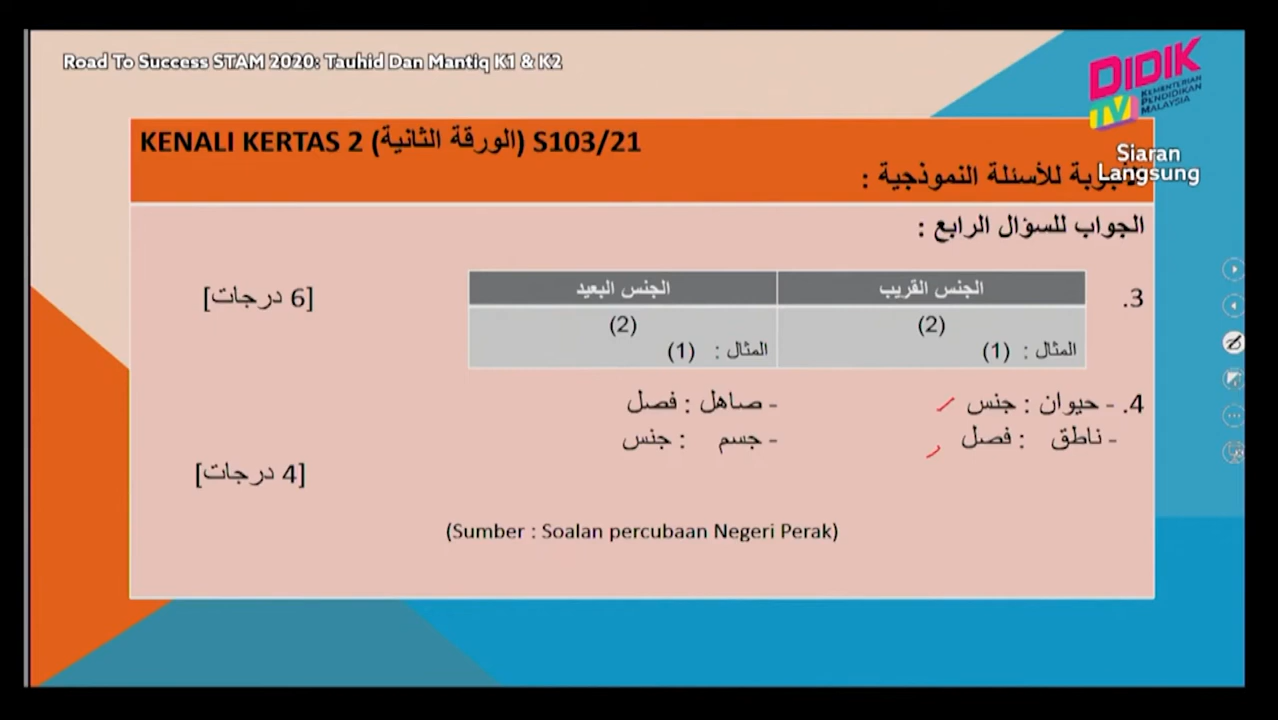 Road To Success STAM 2020: Tauhid Dan Mantiq K1 & K2
DIDIK
TV KEMENTERIAN PENDIDIKAN MALAYSIA
Siaran
Langsung
KENALI KERTAS 2 (الورقة الثانية) S103/21
للأسئلة النموذجية :
الجواب للسؤال الرابع :
3. الجنس القريب الجنس البعيد [6 درجات]
(2) (2)
المثال : (1) المثال : (1)
4. - حيوان : جنس - صاهل : فصل
- ناطق : فصل - جسم : جنس
[4 درجات]
(Sumber : Soalan percubaan Negeri Perak)